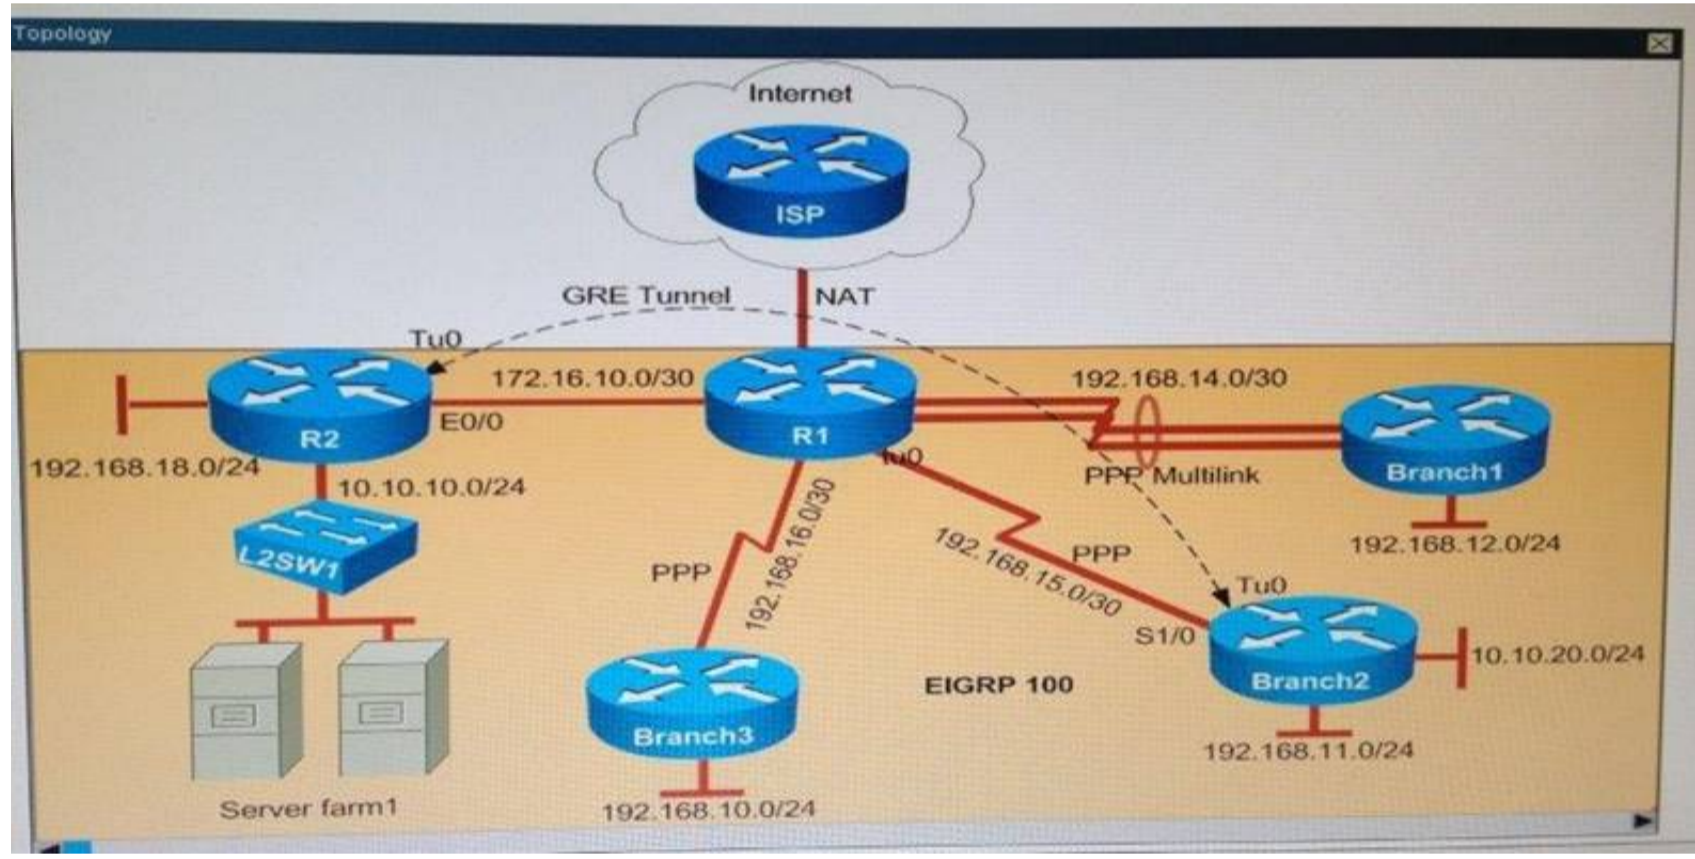 Topology
Internet
ISP
GRE Tunnel
NAT
Tu0
172.16.10.0/30
192.168.14.0/30
R2
E0/0
R1
Tu0
192.168.18.0/24
PPP Multilink
Branch1
10.10.10.0/24
192.168.12.0/24
L2SW1
PPP
192.168.16.0/30
PPP
192.168.15.0/30
Tu0
S1/0
10.10.20.0/24
Branch2
EIGRP 100
Branch3
192.168.11.0/24
Server farm1
192.168.10.0/24